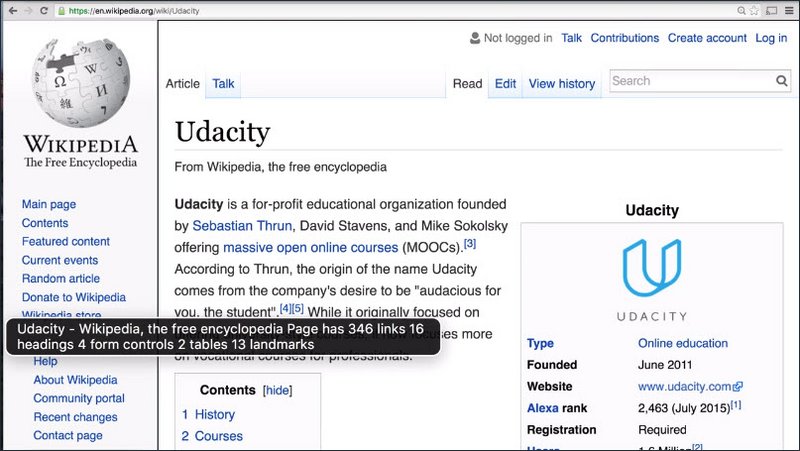 https://en.wikipedia.org/wiki/Udacity
Not logged in Talk Contributions Create account Log in
Article Talk Read Edit View history Search
WIKIPEDIA
The Free Encyclopedia
Main page
Contents
Featured content
Current events
Random article
Donate to Wikipedia
Wikipedia store
Help
About Wikipedia
Community portal
Recent changes
Contact page
Udacity
From Wikipedia, the free encyclopedia
Udacity is a for-profit educational organization founded
by Sebastian Thrun, David Stavens, and Mike Sokolsky
offering massive open online courses (MOOCs).[3]
According to Thrun, the origin of the name Udacity
comes from the company's desire to be "audacious for
you, the student".[4][5] While it originally focused on
focuses more
on vocational courses for professionals.
Udacity - Wikipedia, the free encyclopedia Page has 346 links 16
headings 4 form controls 2 tables 13 landmarks
Contents [hide]
1 History
2 Courses
Udacity
UDACITY
Type Online education
Founded June 2011
Website www.udacity.com
Alexa rank 2,463 (July 2015)[1]
Registration Required
Users 1.6 Million[2]